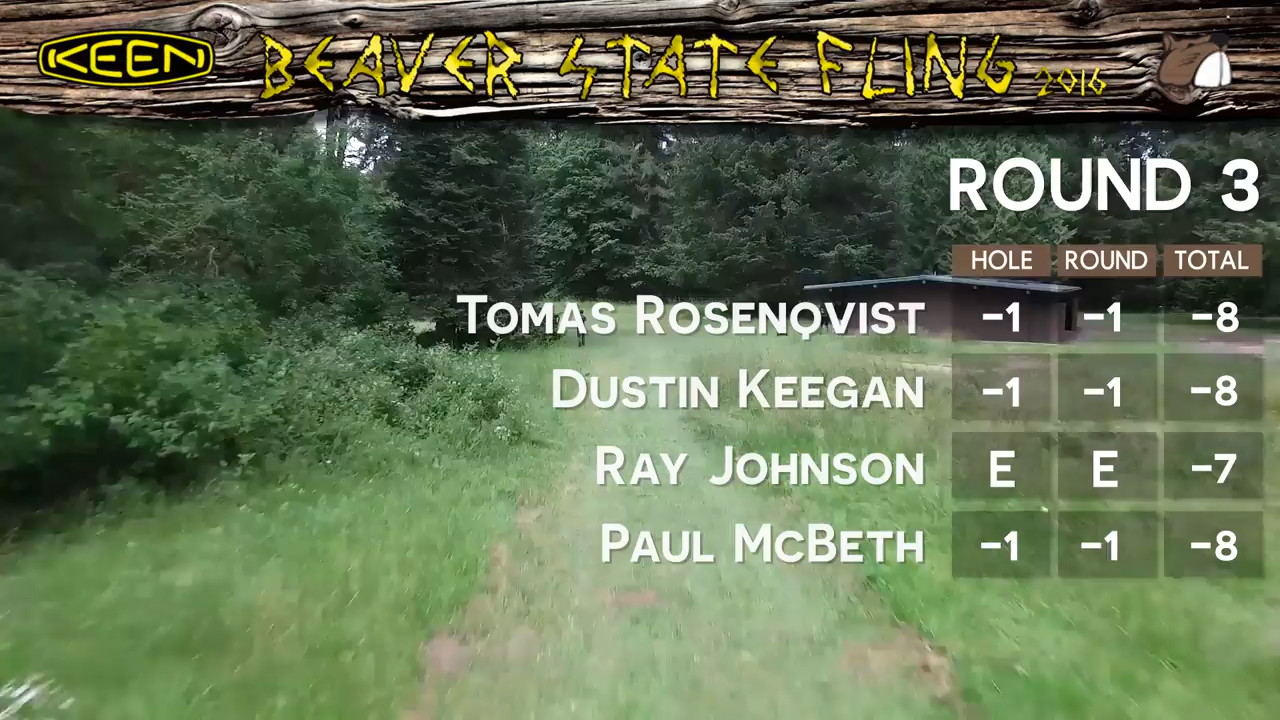 KEEN BEAVER STATE FLING 2016
ROUND 3
HOLE ROUND TOTAL
TOMAS ROSENQVIST -1 -1 -8
DUSTIN KEEGAN -1 -1 -8
RAY JOHNSON E E -7
PAUL MCBETH -1 -1 -8